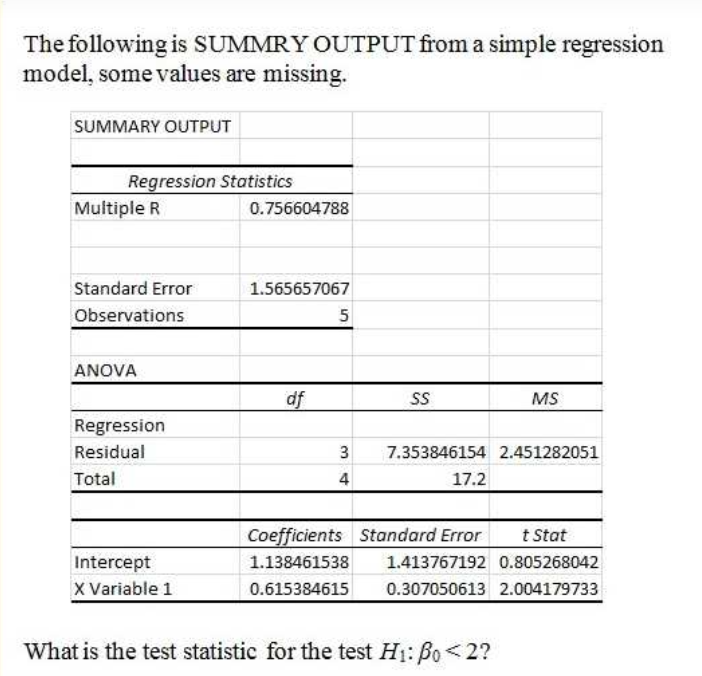 The following is SUMMRY OUTPUT from a simple regression
model, some values are missing.
SUMMARY OUTPUT
Regression Statistics
Multiple R 0.756604788
Standard Error 1.565657067
Observations 5
ANOVA
df SS MS
Regression
Residual 3 7.353846154 2.451282051
Total 4 17.2
Coefficients Standard Error t Stat
Intercept 1.138461538 1.413767192 0.805268042
X Variable 1 0.615384615 0.307050613 2.004179733
What is the test statistic for the test H₁: β₀ < 2?